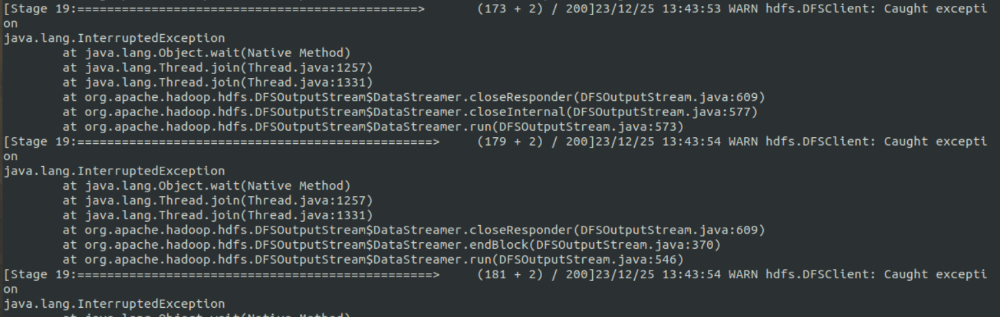 [Stage 19:==============================================>       (173 + 2) / 200]23/12/25 13:43:53 WARN hdfs.DFSClient: Caught excepti
on
java.lang.InterruptedException
        at java.lang.Object.wait(Native Method)
        at java.lang.Thread.join(Thread.java:1257)
        at java.lang.Thread.join(Thread.java:1331)
        at org.apache.hadoop.hdfs.DFSOutputStream$DataStreamer.closeResponder(DFSOutputStream.java:609)
        at org.apache.hadoop.hdfs.DFSOutputStream$DataStreamer.closeInternal(DFSOutputStream.java:577)
        at org.apache.hadoop.hdfs.DFSOutputStream$DataStreamer.run(DFSOutputStream.java:573)
[Stage 19:================================================>     (179 + 2) / 200]23/12/25 13:43:54 WARN hdfs.DFSClient: Caught excepti
on
java.lang.InterruptedException
        at java.lang.Object.wait(Native Method)
        at java.lang.Thread.join(Thread.java:1257)
        at java.lang.Thread.join(Thread.java:1331)
        at org.apache.hadoop.hdfs.DFSOutputStream$DataStreamer.closeResponder(DFSOutputStream.java:609)
        at org.apache.hadoop.hdfs.DFSOutputStream$DataStreamer.endBlock(DFSOutputStream.java:370)
        at org.apache.hadoop.hdfs.DFSOutputStream$DataStreamer.run(DFSOutputStream.java:546)
[Stage 19:================================================>     (181 + 2) / 200]23/12/25 13:43:54 WARN hdfs.DFSClient: Caught excepti
on
java.lang.InterruptedException
        at java.lang.Object.wait(Native Method)